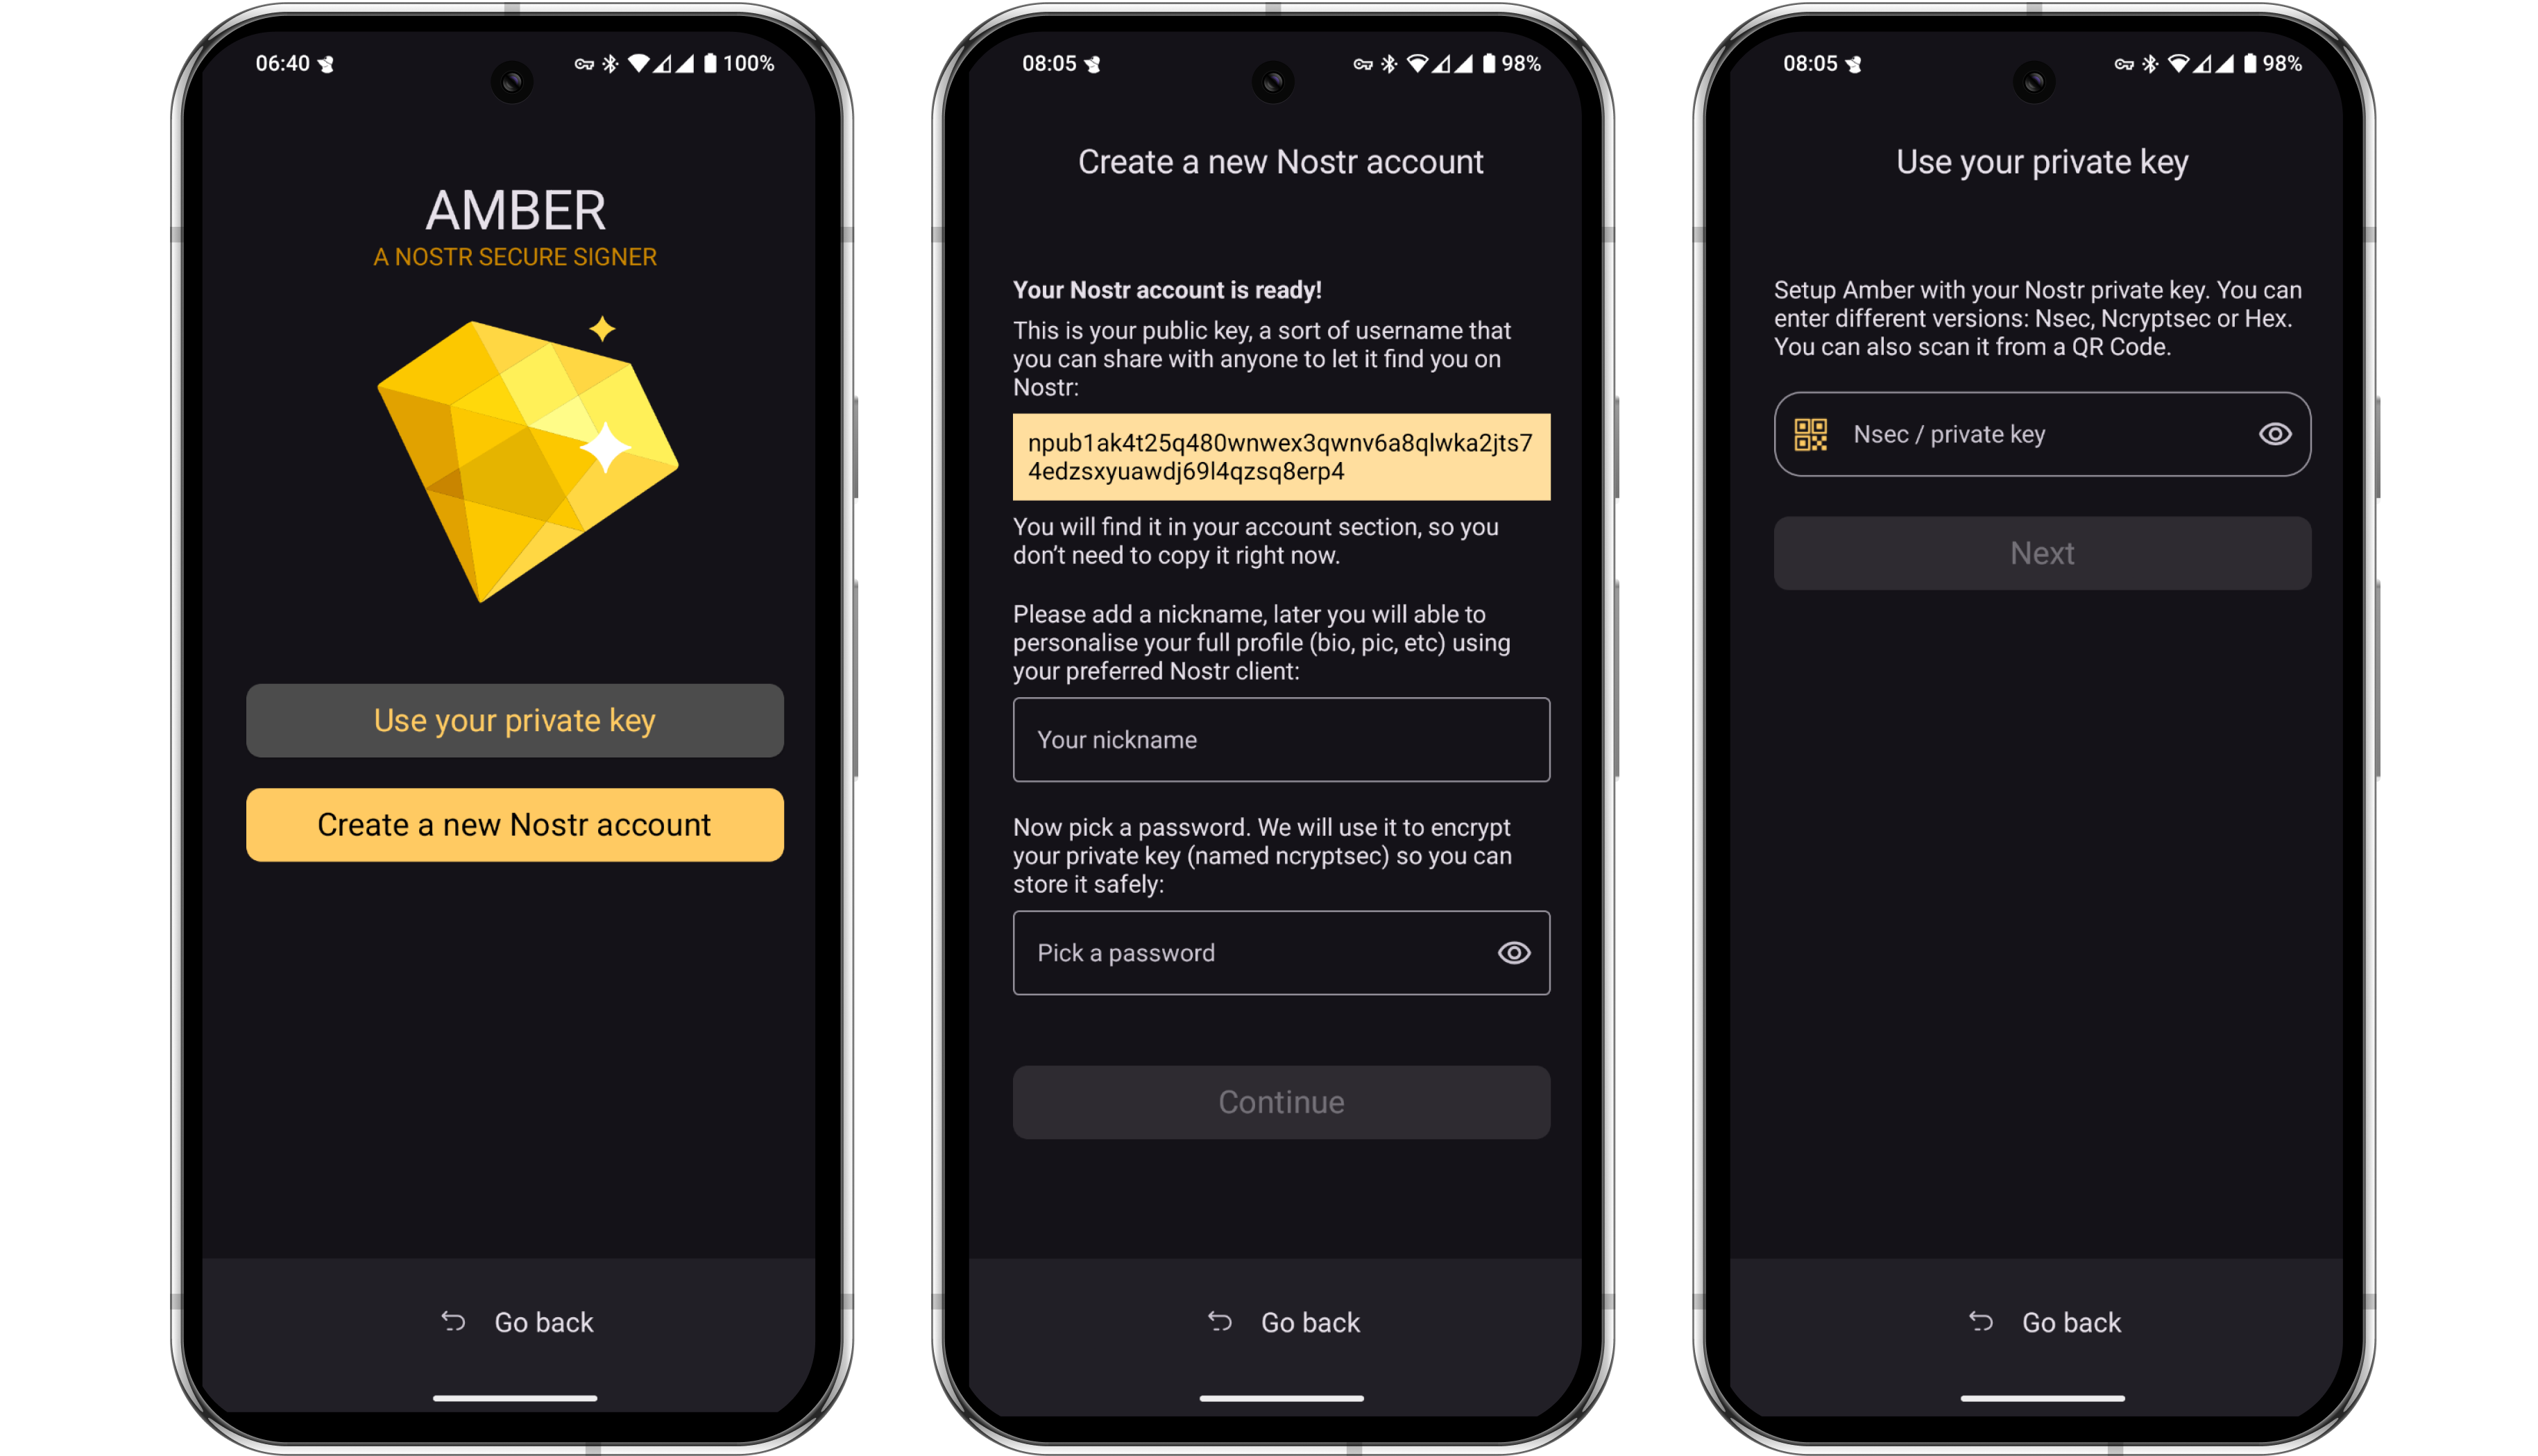 06:40
100%
AMBER
A NOSTR SECURE SIGNER
Use your private key
Create a new Nostr account
Go back
08:05
98%
Create a new Nostr account
Your Nostr account is ready!
This is your public key, a sort of username that
you can share with anyone to let it find you on
Nostr:
npub1ak4t25q480wnwex3qwnv6a8qlwka2jts7
4edzsxyuawdj69l4qzsq8erp4
You will find it in your account section, so you
don’t need to copy it right now.
Please add a nickname, later you will able to
personalise your full profile (bio, pic, etc) using
your preferred Nostr client:
Your nickname
Now pick a password. We will use it to encrypt
your private key (named ncryptsec) so you can
store it safely:
Pick a password
Continue
Go back
08:05
98%
Use your private key
Setup Amber with your Nostr private key. You can
enter different versions: Nsec, Ncryptsec or Hex.
You can also scan it from a QR Code.
Nsec / private key
Next
Go back